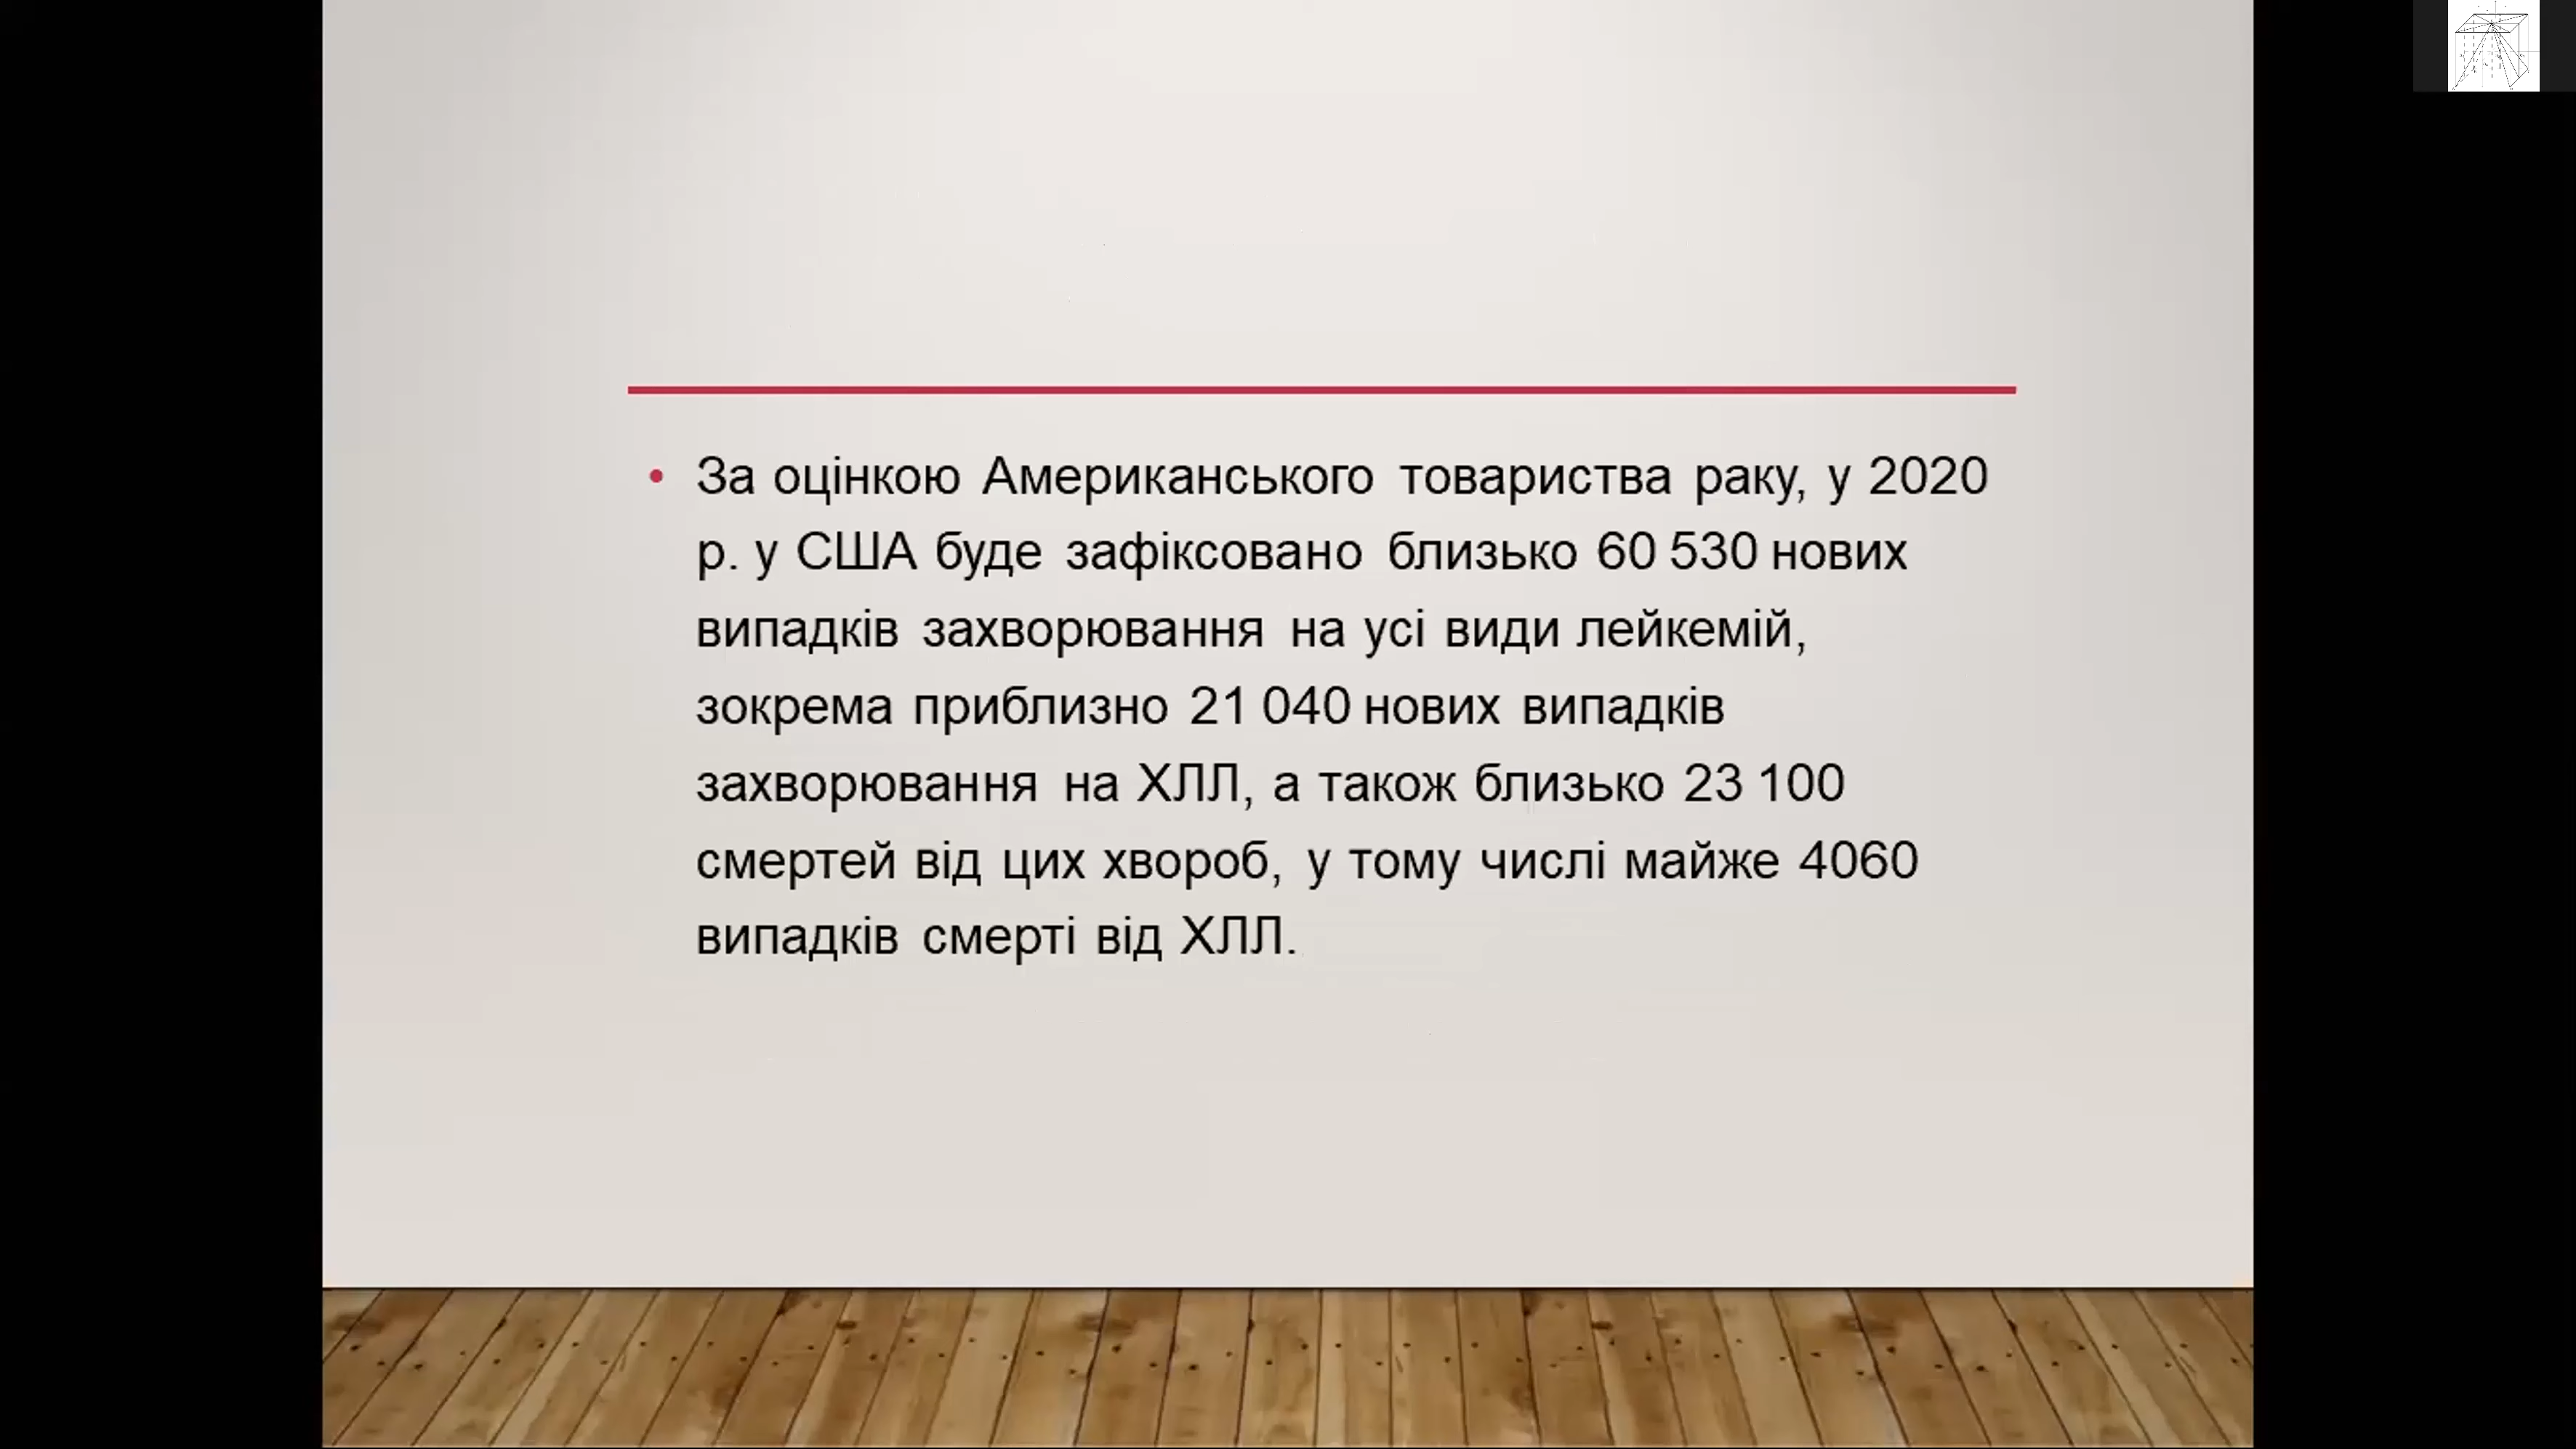 • За оцінкою Американського товариства раку, у 2020
р. у США буде зафіксовано близько 60 530 нових
випадків захворювання на усі види лейкемій,
зокрема приблизно 21 040 нових випадків
захворювання на ХЛЛ, а також близько 23 100
смертей від цих хвороб, у тому числі майже 4060
випадків смерті від ХЛЛ.